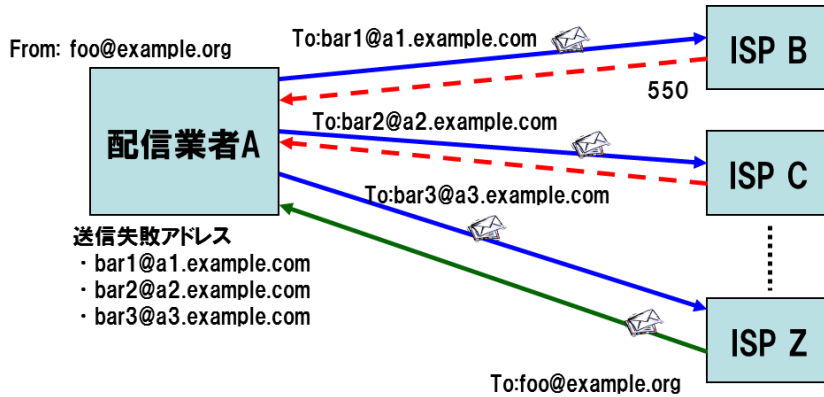 From: foo@example.org
To:bar1@a1.example.com
ISP B
550
配信業者A
To:bar2@a2.example.com
ISP C
To:bar3@a3.example.com
送信失敗アドレス
・bar1@a1.example.com
・bar2@a2.example.com
・bar3@a3.example.com
ISP Z
To:foo@example.org